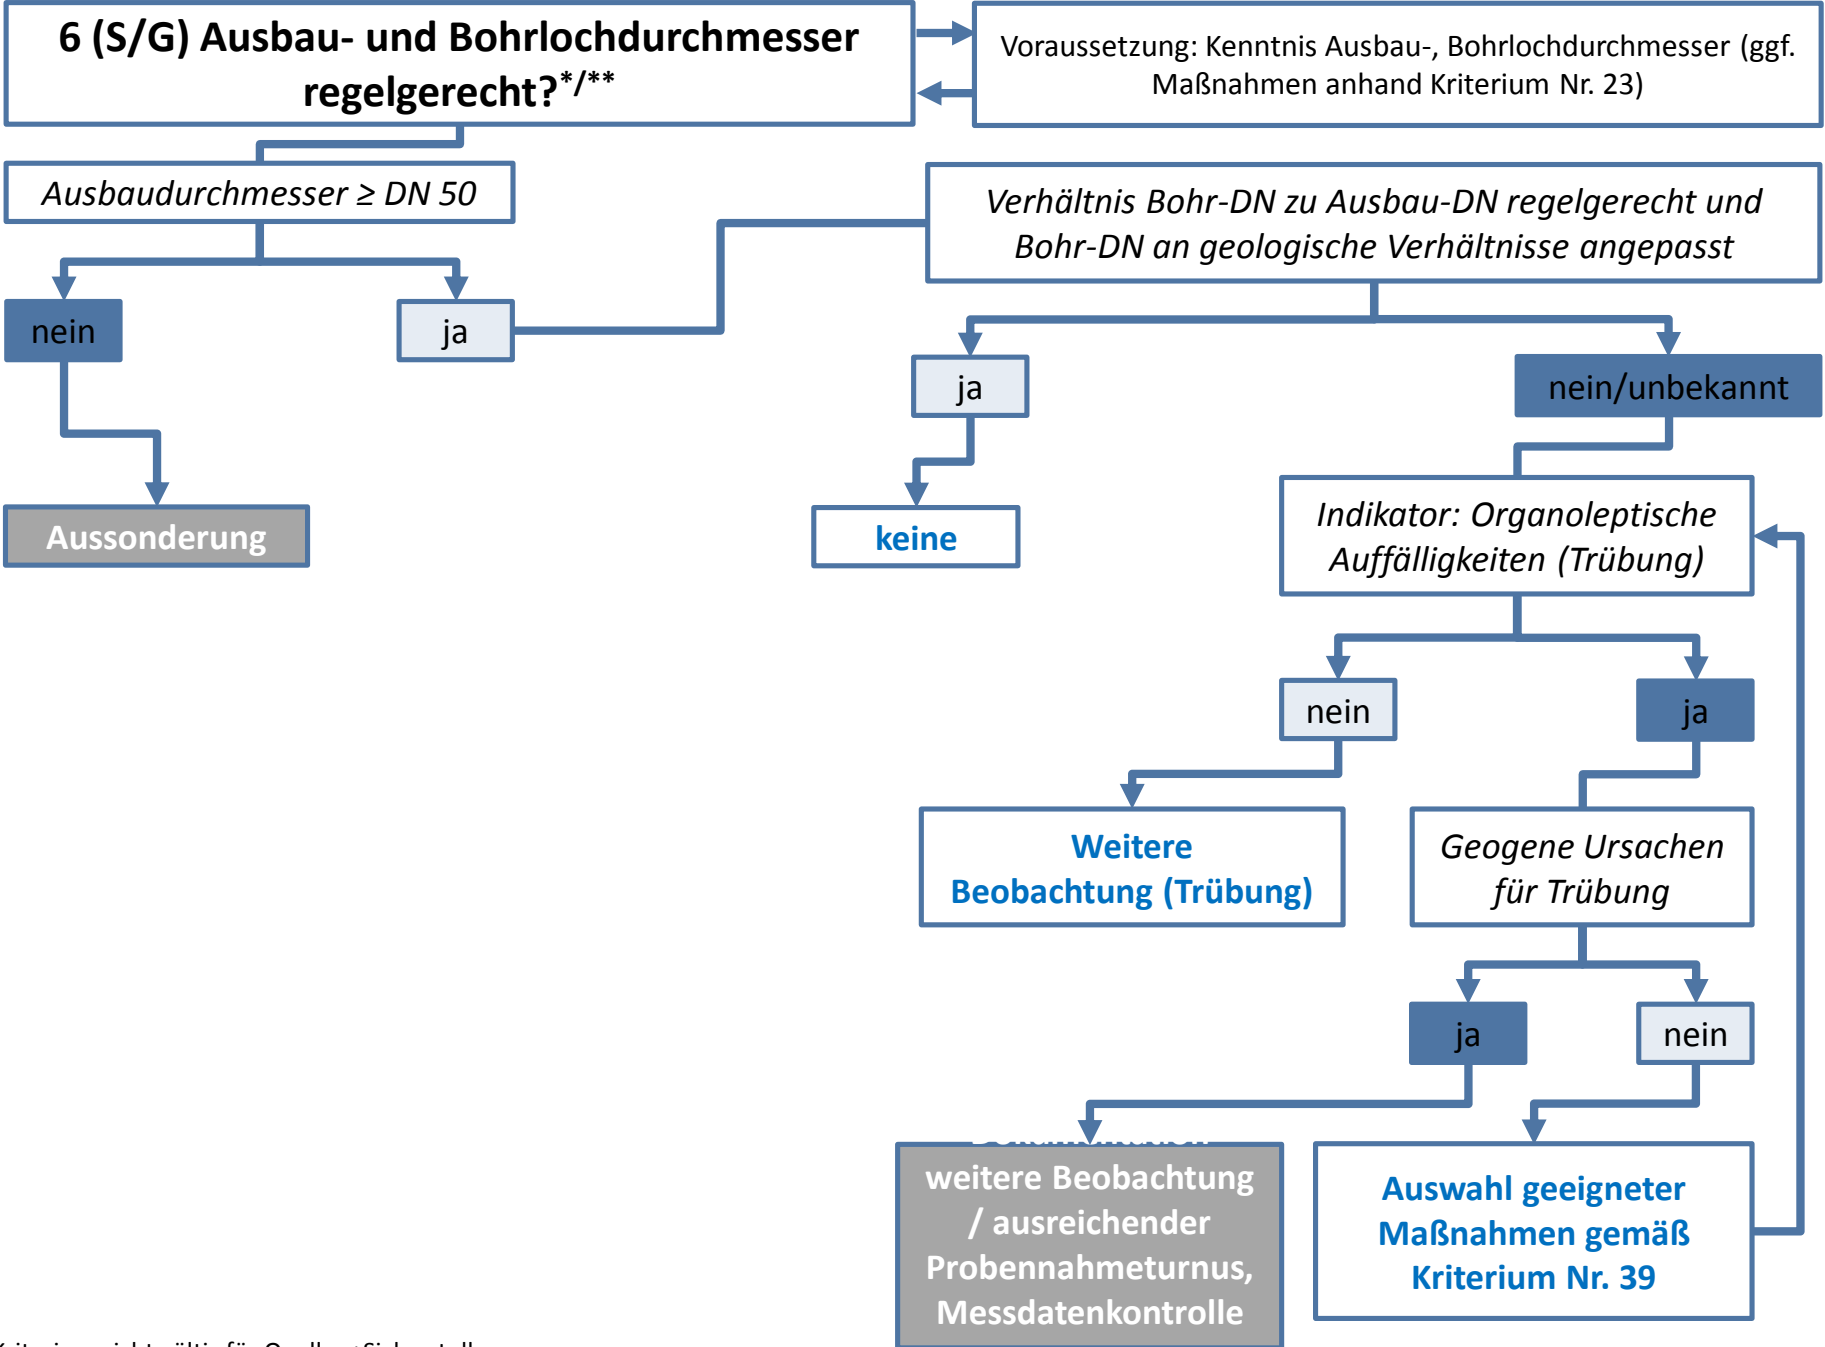 6 (S/G) Ausbau- und Bohrlochdurchmesser
regelgerecht?*/**
Voraussetzung: Kenntnis Ausbau-, Bohrlochdurchmesser (ggf.
Maßnahmen anhand Kriterium Nr. 23)
Ausbaudurchmesser ≥ DN 50
Verhältnis Bohr-DN zu Ausbau-DN regelgerecht und
Bohr-DN an geologische Verhältnisse angepasst
nein
ja
ja
nein/unbekannt
Aussonderung
keine
Indikator: Organoleptische
Auffälligkeiten (Trübung)
nein
ja
Weitere
Beobachtung (Trübung)
Geogene Ursachen
für Trübung
ja
nein
Dokumentation
weitere Beobachtung
/ ausreichender
Probennahmeturnus,
Messdatenkontrolle
Auswahl geeigneter
Maßnahmen gemäß
Kriterium Nr. 39